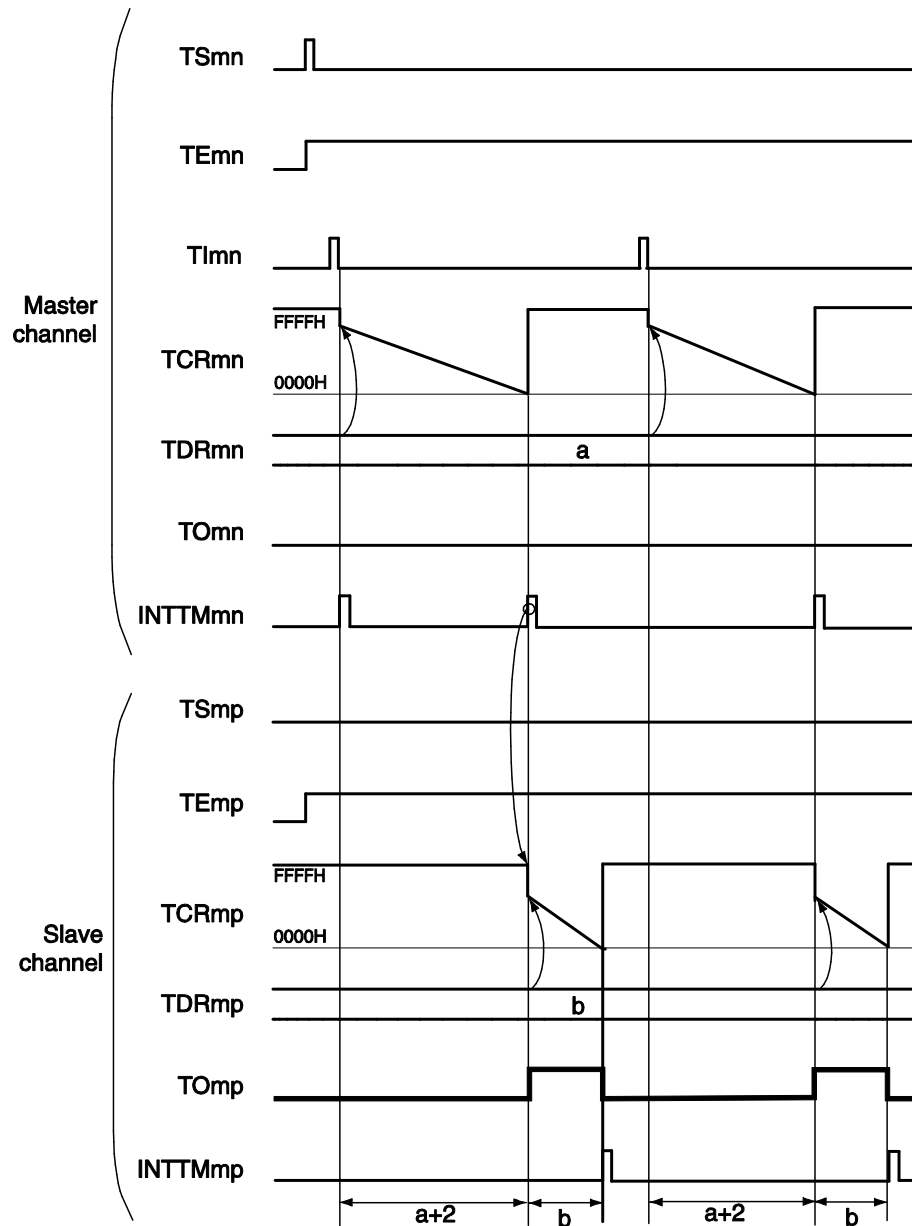 TSmn
TEmn
TImn
Master
channel
FFFFH
TCRmn
0000H
TDRmn
a
TOmn
INTTMmn
TSmp
TEmp
FFFFH
TCRmp
0000H
Slave
channel
TDRmp
b
TOmp
INTTMmp
a+2
b
a+2
b